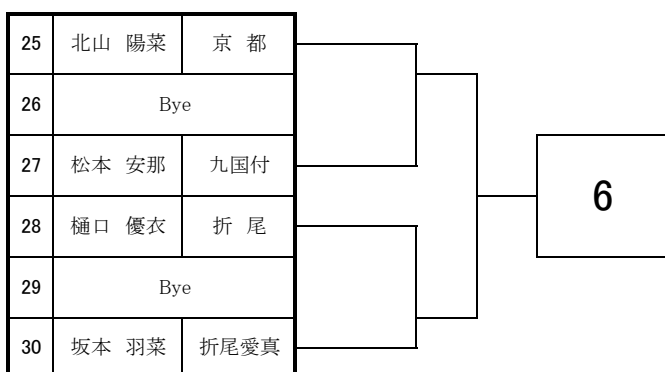 25 北山 陽菜 京 都
26 Bye
27 松本 安那 九国付
28 樋口 優衣 折 尾
29 Bye
30 坂本 羽菜 折尾愛真
6